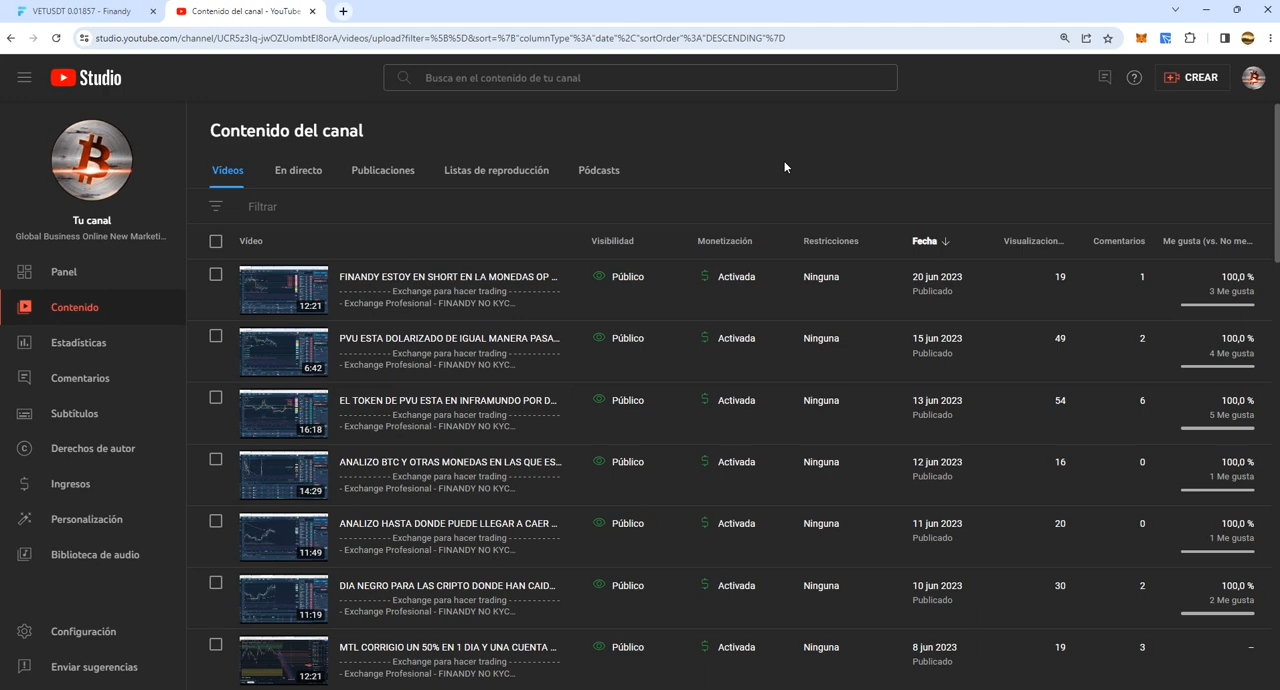 VETUSDT 0.01857 - Finandy
Contenido del canal - YouTube
studio.youtube.com/channel/UCR5z3Iq-jwOZUombtEl8orA/videos/upload?filter=%5B%5D&sort=%7B"columnType"%3A"date"%2C"sortOrder"%3A"DESCENDING"%7D
Studio
Busca en el contenido de tu canal
CREAR
Tu canal
Global Business Online New Marketi...
Panel
Contenido
Estadísticas
Comentarios
Subtítulos
Derechos de autor
Ingresos
Personalización
Biblioteca de audio
Configuración
Enviar sugerencias
Contenido del canal
Vídeos En directo Publicaciones Listas de reproducción Pódcasts
Filtrar
Vídeo Visibilidad Monetización Restricciones Fecha Visualizacion... Comentarios Me gusta (vs. No me...
FINANDY ESTOY EN SHORT EN LA MONEDAS OP ... Público Activada Ninguna 20 jun 2023 19 1 100,0 %
- - - - - - - - - - Exchange para hacer trading - - - - - - - - - - Publicado 3 Me gusta
12:21 - Exchange Profesional - FINANDY NO KYC...
PVU ESTA DOLARIZADO DE IGUAL MANERA PASA... Público Activada Ninguna 15 jun 2023 49 2 100,0 %
- - - - - - - - - - Exchange para hacer trading - - - - - - - - - - Publicado 4 Me gusta
6:42 - Exchange Profesional - FINANDY NO KYC...
EL TOKEN DE PVU ESTA EN INFRAMUNDO POR D... Público Activada Ninguna 13 jun 2023 54 6 100,0 %
- - - - - - - - - - Exchange para hacer trading - - - - - - - - - - Publicado 5 Me gusta
16:18 - Exchange Profesional - FINANDY NO KYC...
ANALIZO BTC Y OTRAS MONEDAS EN LAS QUE ES... Público Activada Ninguna 12 jun 2023 16 0 100,0 %
- - - - - - - - - - Exchange para hacer trading - - - - - - - - - - Publicado 1 Me gusta
14:29 - Exchange Profesional - FINANDY NO KYC...
ANALIZO HASTA DONDE PUEDE LLEGAR A CAER ... Público Activada Ninguna 11 jun 2023 20 0 100,0 %
- - - - - - - - - - Exchange para hacer trading - - - - - - - - - - Publicado 1 Me gusta
11:49 - Exchange Profesional - FINANDY NO KYC...
DIA NEGRO PARA LAS CRIPTO DONDE HAN CAID... Público Activada Ninguna 10 jun 2023 30 2 100,0 %
- - - - - - - - - - Exchange para hacer trading - - - - - - - - - - Publicado 2 Me gusta
11:19 - Exchange Profesional - FINANDY NO KYC...
MTL CORRIGIO UN 50% EN 1 DIA Y UNA CUENTA ... Público Activada Ninguna 8 jun 2023 19 3 –
- - - - - - - - - - Exchange para hacer trading - - - - - - - - - - Publicado
12:21 - Exchange Profesional - FINANDY NO KYC...